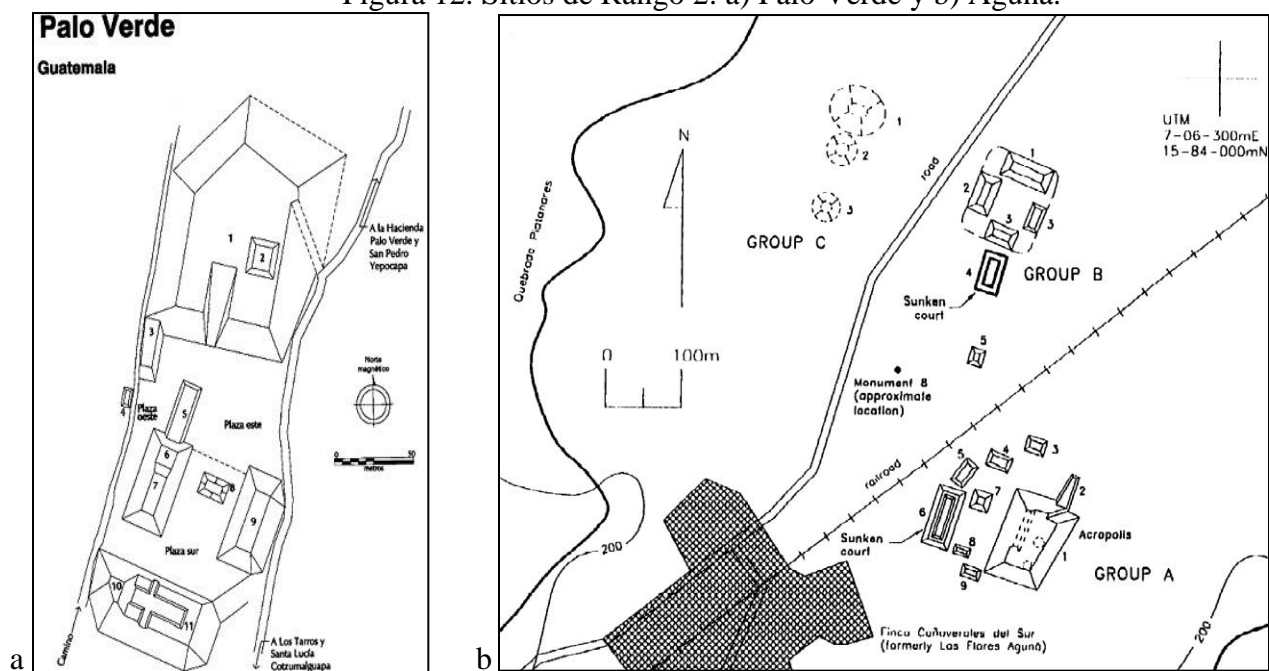 Figura 12. Sitios de Rango 2: a) Palo Verde y b) Aguná.
Palo Verde
Guatemala
1
2
A la Hacienda
Palo Verde y
San Pedro
Yepocapa
3
4
Plaza
oeste
5
Plaza este
Norte
magnético
0
50
metros
6
7
8
9
Plaza sur
10
11
Camino
A Los Tarros y
Santa Lucía
Cotzumalguapa
a
b
Quebrada Platanares
N
0
100m
1
2
3
GROUP C
road
UTM
7-06-300mE
15-84-000mN
1
2
3
3
4
GROUP B
Sunken
court
5
Monument 8
(approximate
location)
railroad
3
4
5
2
7
6
Sunken
court
Acropolis
8
1
9
GROUP A
200
200
Finca Cañaverales del Sur
(formerly Las Flores Aguná)